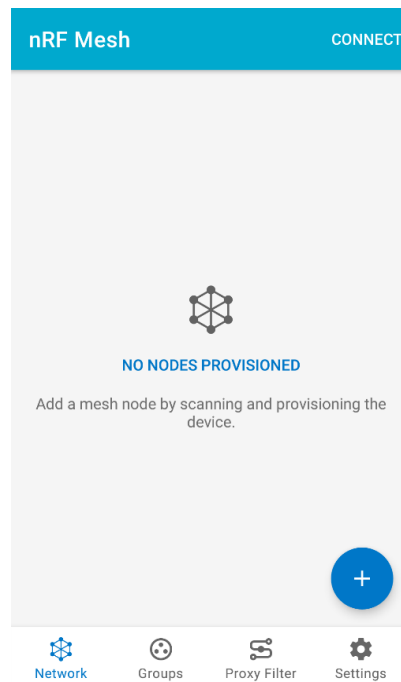 nRF Mesh
CONNECT
NO NODES PROVISIONED
Add a mesh node by scanning and provisioning the
device.
Network
Groups
Proxy Filter
Settings